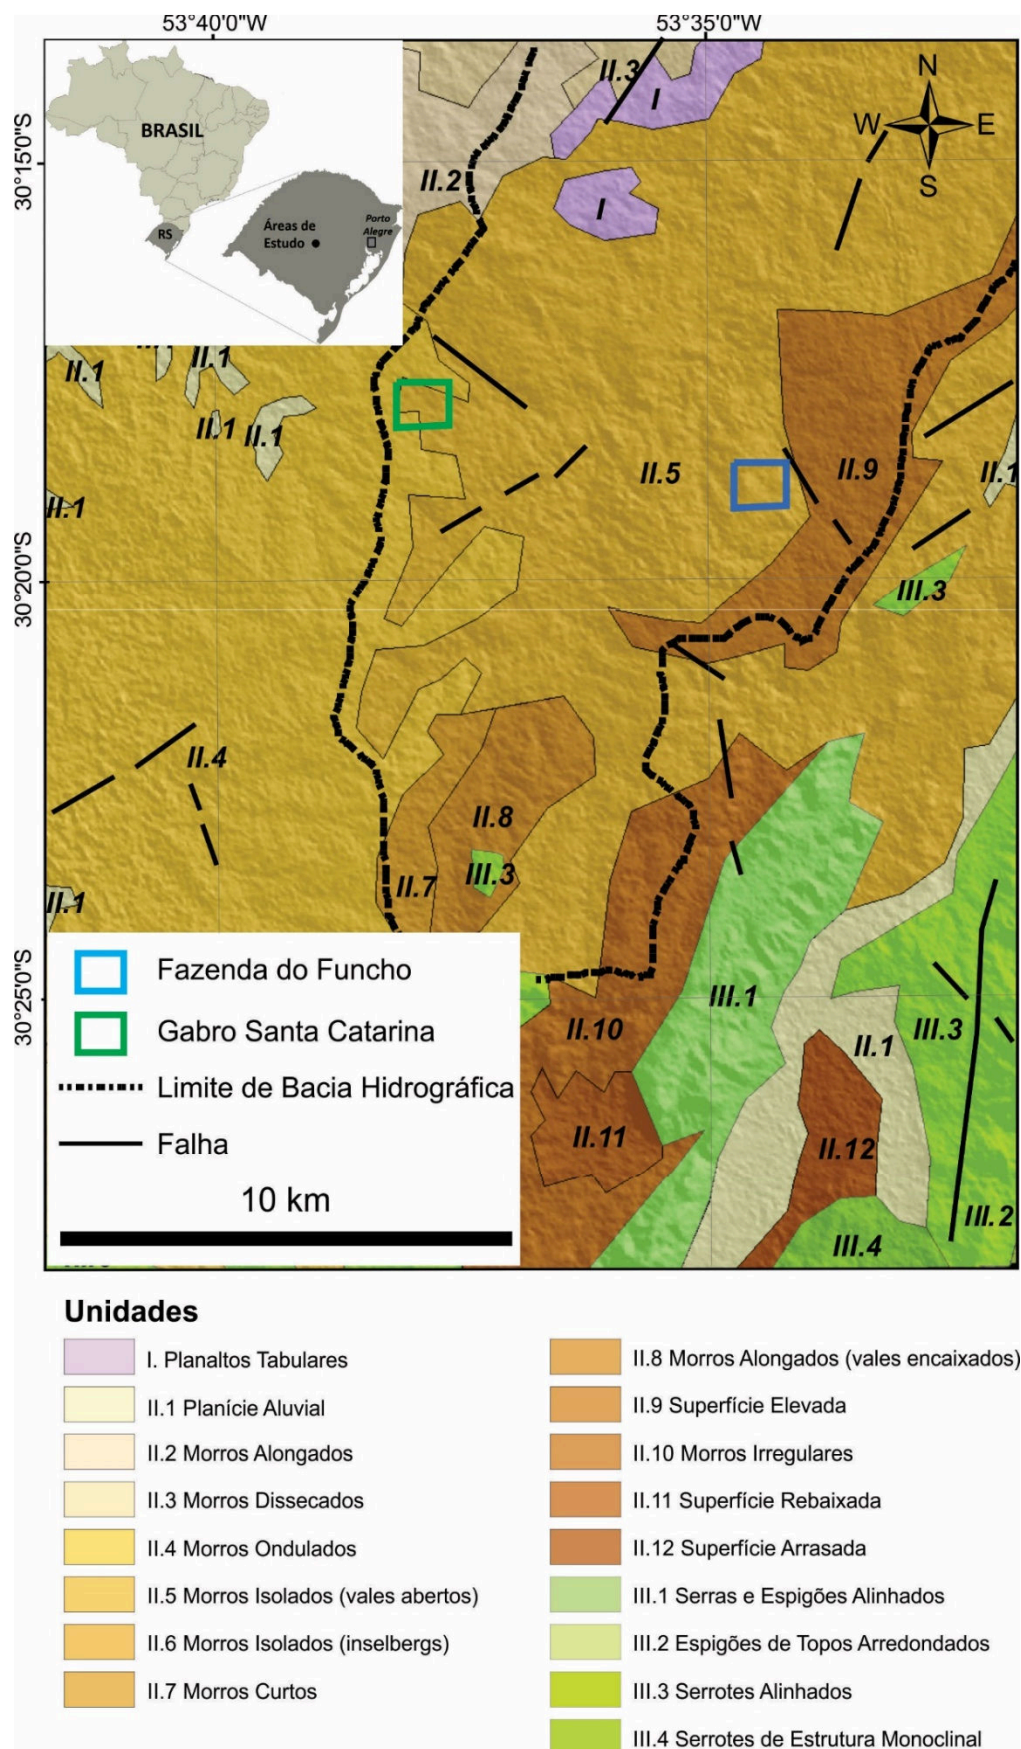 53°40'0"W
53°35'0"W
BRASIL
RS
Áreas de
Estudo
Porto
Alegre
N
W
E
S
30°15'0"S
30°20'0"S
30°25'0"S
II.3
I
II.2
I
II.1
II.1
II.1
II.1
II.5
II.9
II.1
II.1
III.3
II.4
II.8
III.3
II.7
II.1
III.1
II.10
III.3
II.1
II.11
II.12
III.2
III.4
Fazenda do Funcho
Gabro Santa Catarina
Limite de Bacia Hidrográfica
Falha
10 km
Unidades
I. Planaltos Tabulares
II.1 Planície Aluvial
II.2 Morros Alongados
II.3 Morros Dissecados
II.4 Morros Ondulados
II.5 Morros Isolados (vales abertos)
II.6 Morros Isolados (inselbergs)
II.7 Morros Curtos
II.8 Morros Alongados (vales encaixados)
II.9 Superfície Elevada
II.10 Morros Irregulares
II.11 Superfície Rebaixada
II.12 Superfície Arrasada
III.1 Serras e Espigões Alinhados
III.2 Espigões de Topos Arredondados
III.3 Serrotes Alinhados
III.4 Serrotes de Estrutura Monoclinal